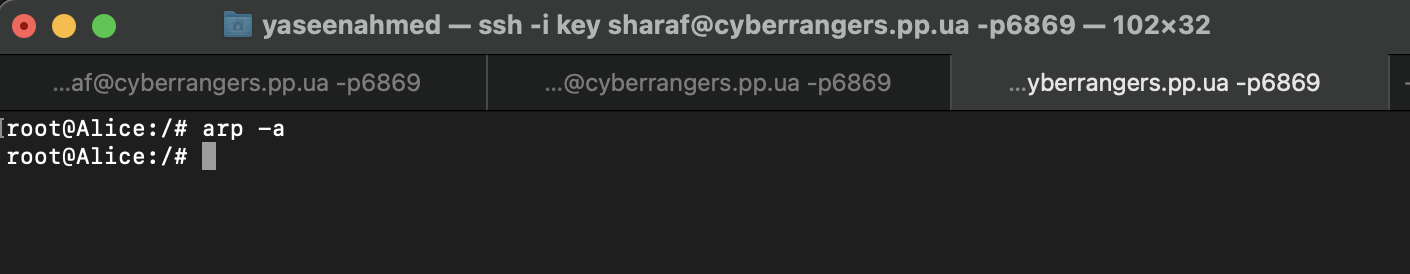 yaseenahmed — ssh -i key sharaf@cyberrangers.pp.ua -p6869 — 102×32
...af@cyberrangers.pp.ua -p6869 ...@cyberrangers.pp.ua -p6869 ...yberrangers.pp.ua -p6869
[root@Alice:/# arp -a
root@Alice:/#